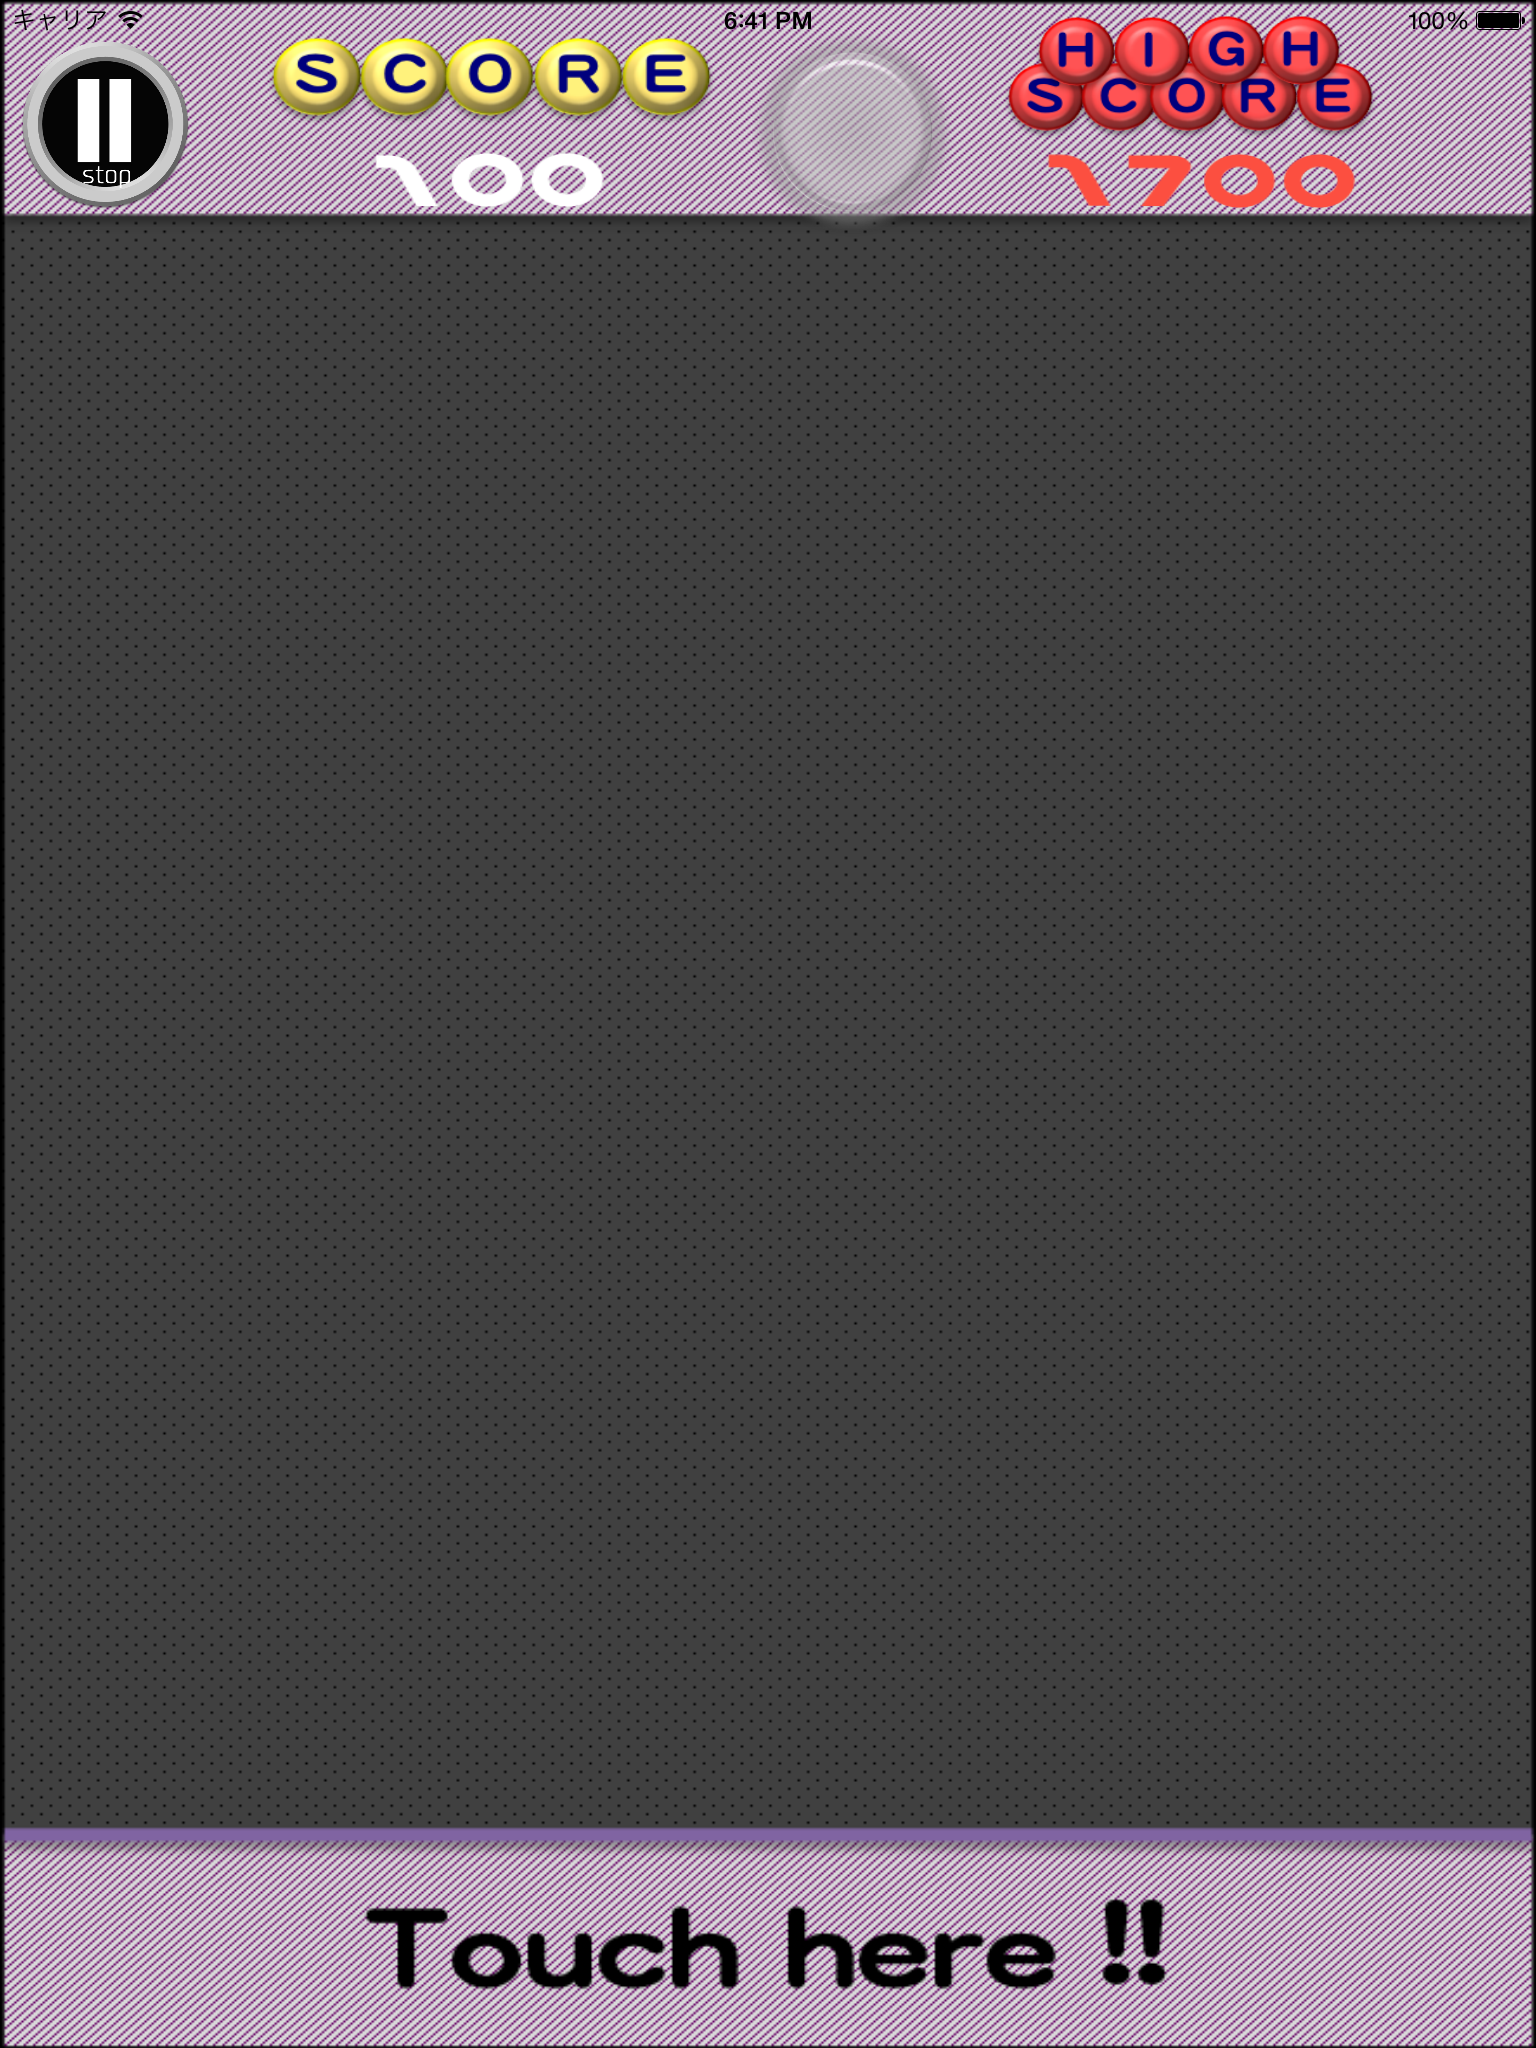 キャリア 6:41 PM 100%
SCORE
HIGH
SCORE
stop
100
1700
Touch here !!